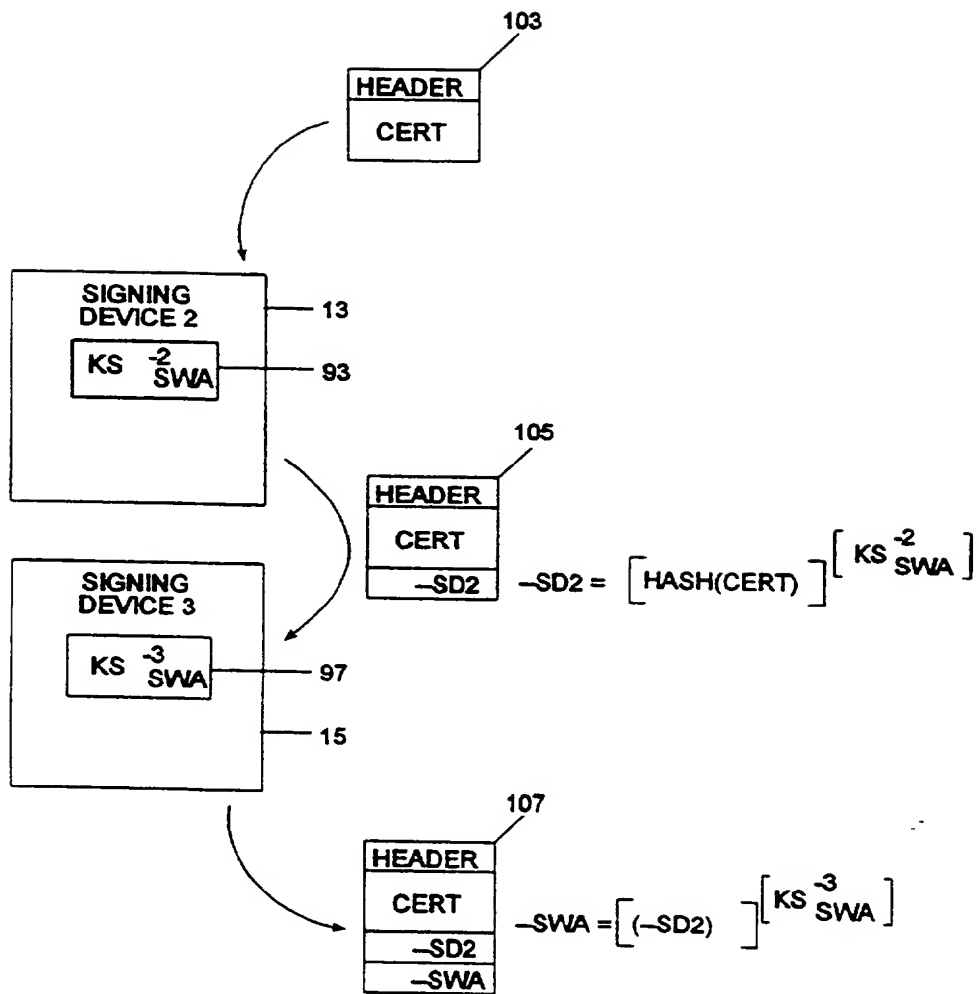 103
HEADER
CERT
SIGNING
DEVICE 2
13
KS -2 SWA
93
105
HEADER
CERT
—SD2
—SD2 = [HASH(CERT)] [KS -2 SWA]
SIGNING
DEVICE 3
KS -3 SWA
97
15
107
HEADER
CERT
—SD2
—SWA
—SWA = [(—SD2)] [KS -3 SWA]